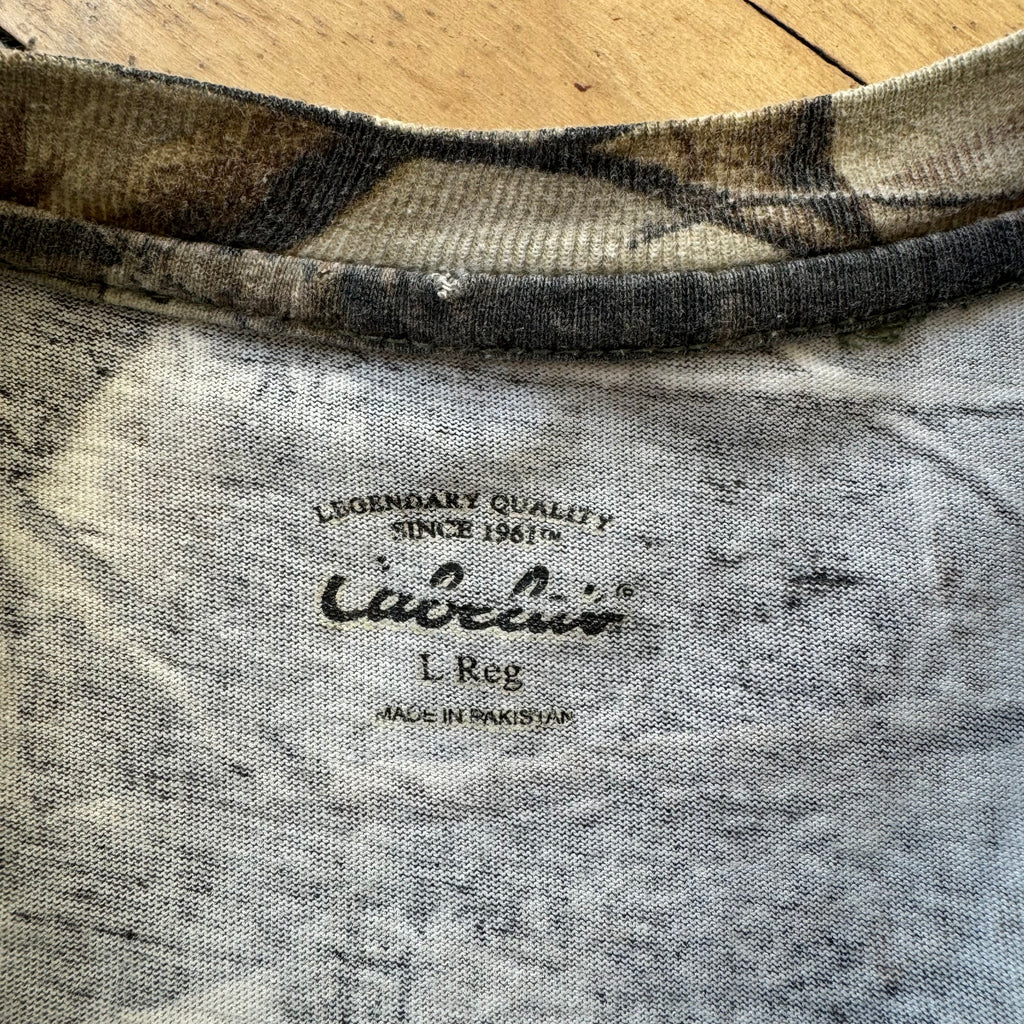 LEGENDARY QUALITY
SINCE 1961™
Cabela's®
L Reg
MADE IN PAKISTAN